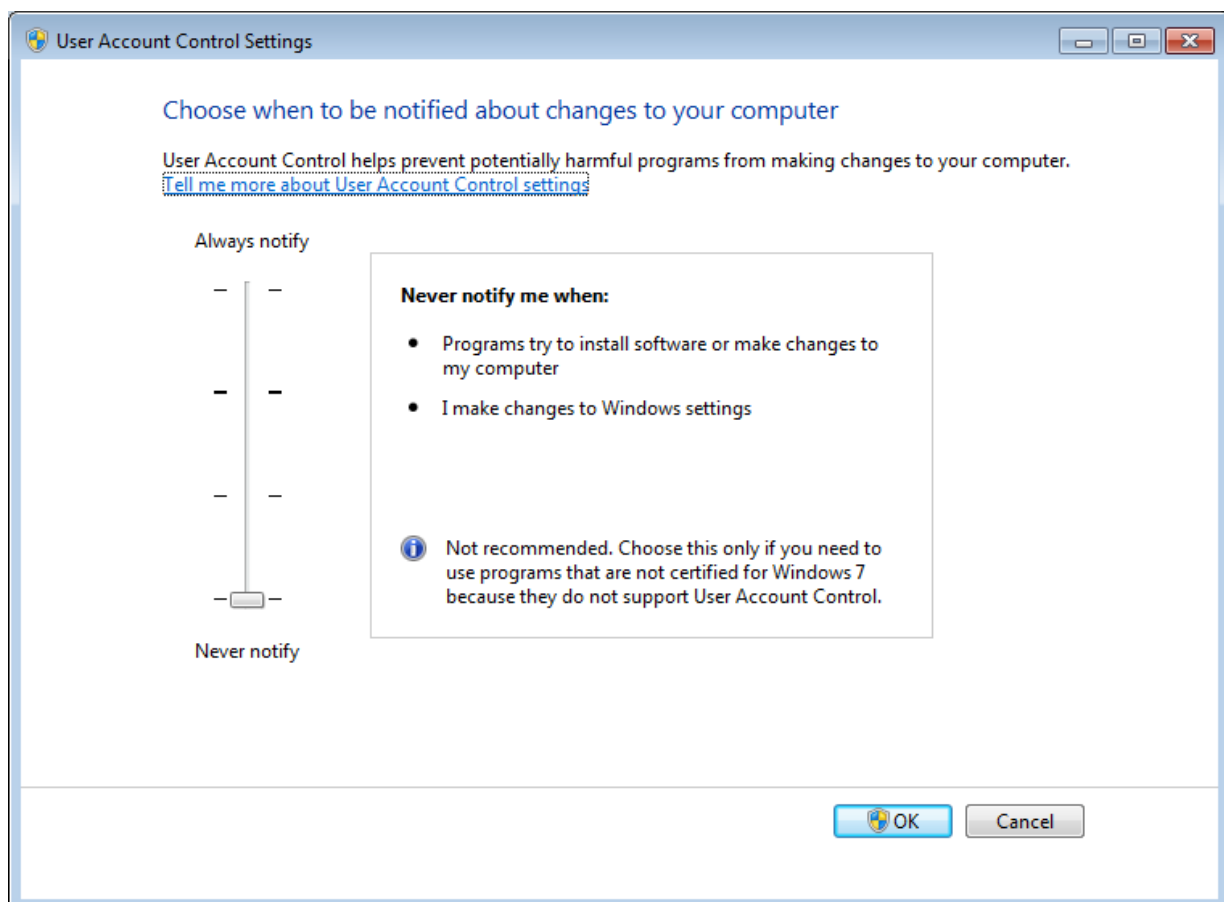 User Account Control Settings
Choose when to be notified about changes to your computer
User Account Control helps prevent potentially harmful programs from making changes to your computer.
Tell me more about User Account Control settings
Always notify
Never notify me when:
Programs try to install software or make changes to
my computer
I make changes to Windows settings
Not recommended. Choose this only if you need to
use programs that are not certified for Windows 7
because they do not support User Account Control.
Never notify
OK
Cancel